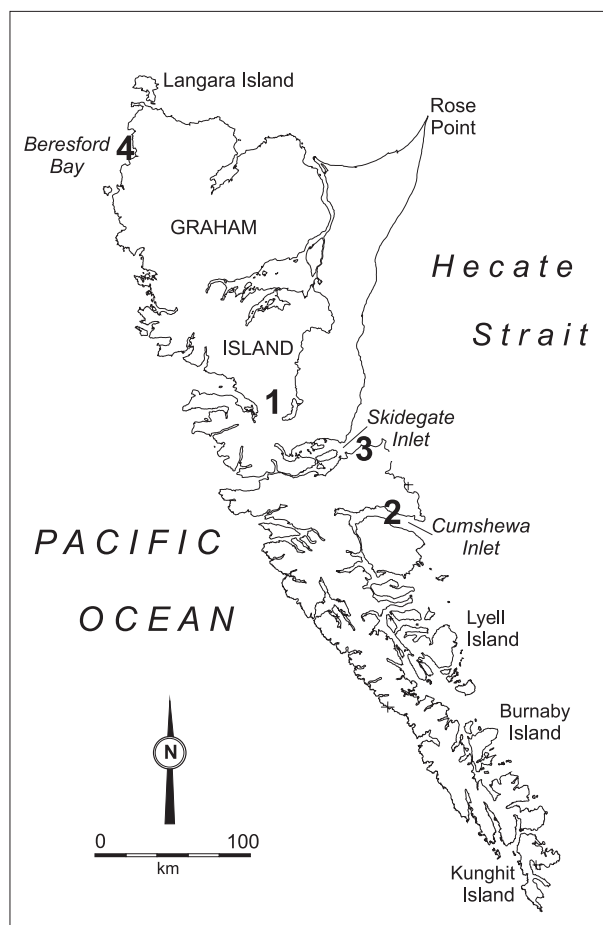 Langara Island
Rose
Point
Beresford
Bay
4
GRAHAM
Hecate
Strait
ISLAND
1
Skidegate
Inlet
3
2
Cumshewa
Inlet
PACIFIC
OCEAN
Lyell
Island
Burnaby
Island
N
0 100
km
Kunghit
Island